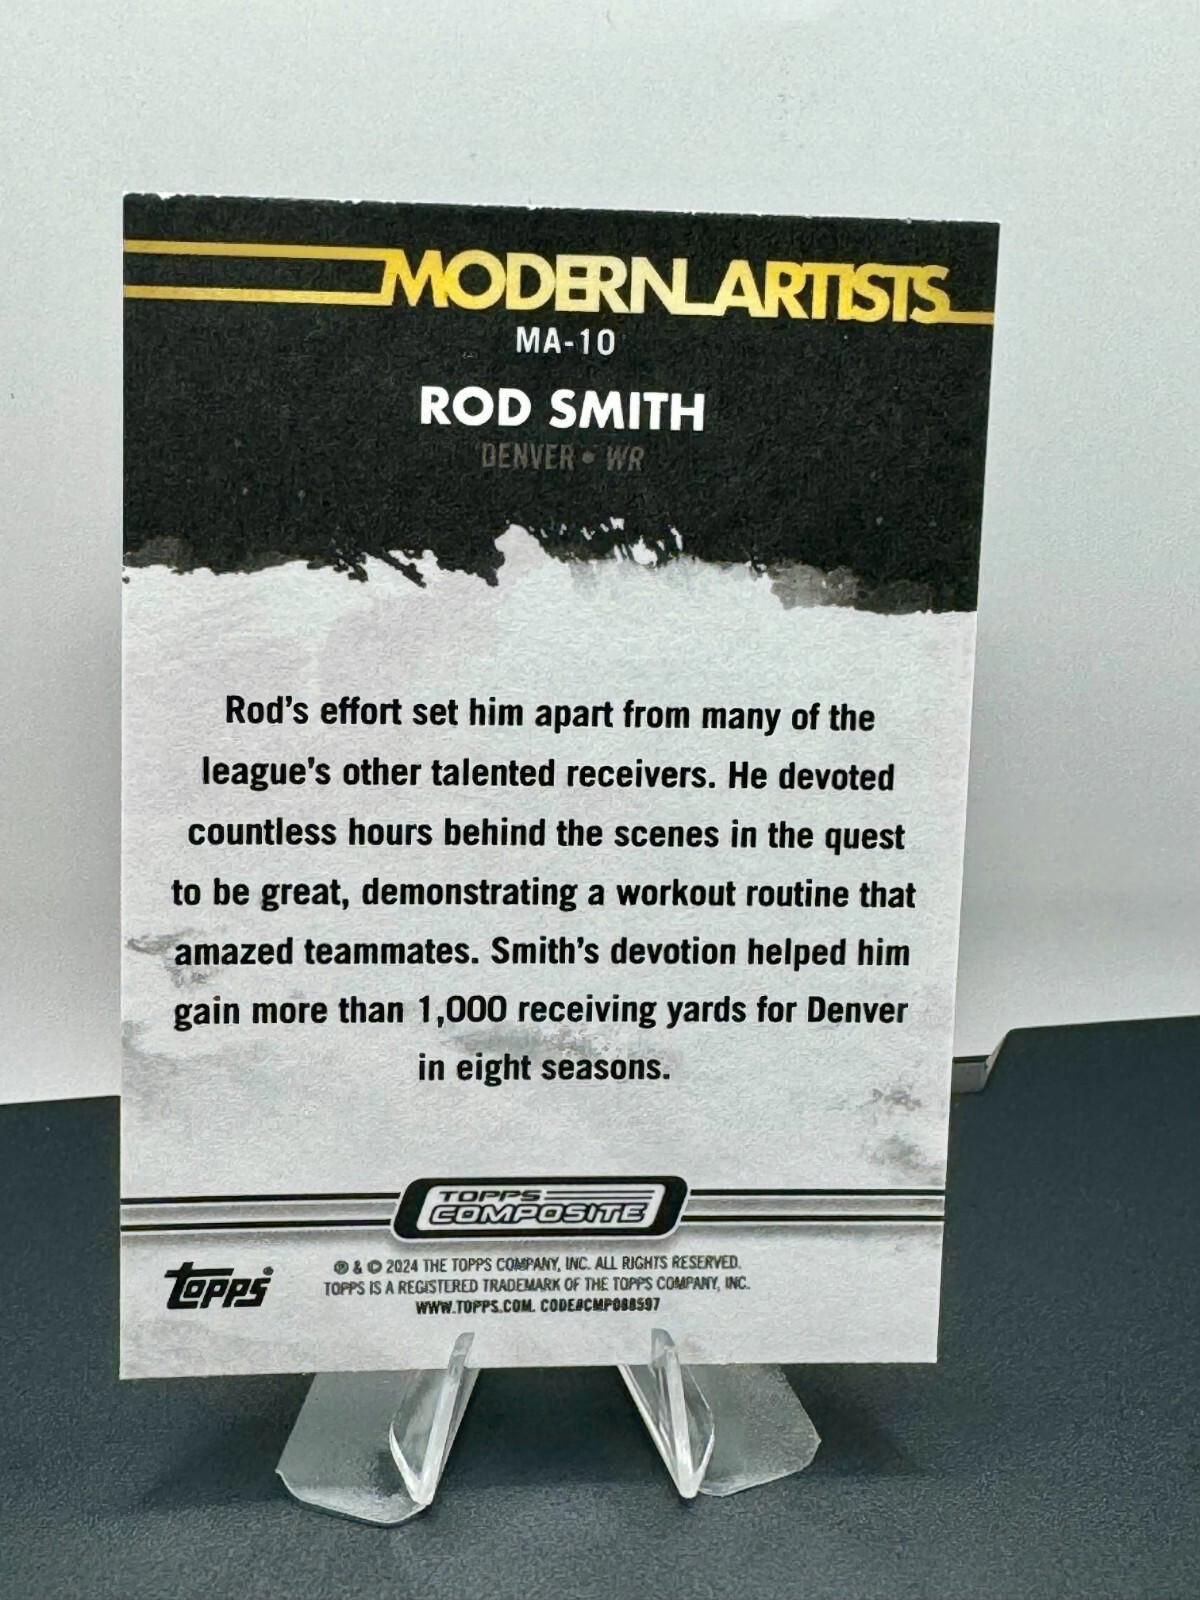 MODERN ARTISTS
MA-10
ROD SMITH
DENVER • WR
Rod's effort set him apart from many of the
league's other talented receivers. He devoted
countless hours behind the scenes in the quest
to be great, demonstrating a workout routine that
amazed teammates. Smith's devotion helped him
gain more than 1,000 receiving yards for Denver
in eight seasons.
TOPPS
COMPOSITE
topps®
® & © 2024 THE TOPPS COMPANY, INC. ALL RIGHTS RESERVED.
TOPPS IS A REGISTERED TRADEMARK OF THE TOPPS COMPANY, INC.
WWW.TOPPS.COM. CODE#CMP088597